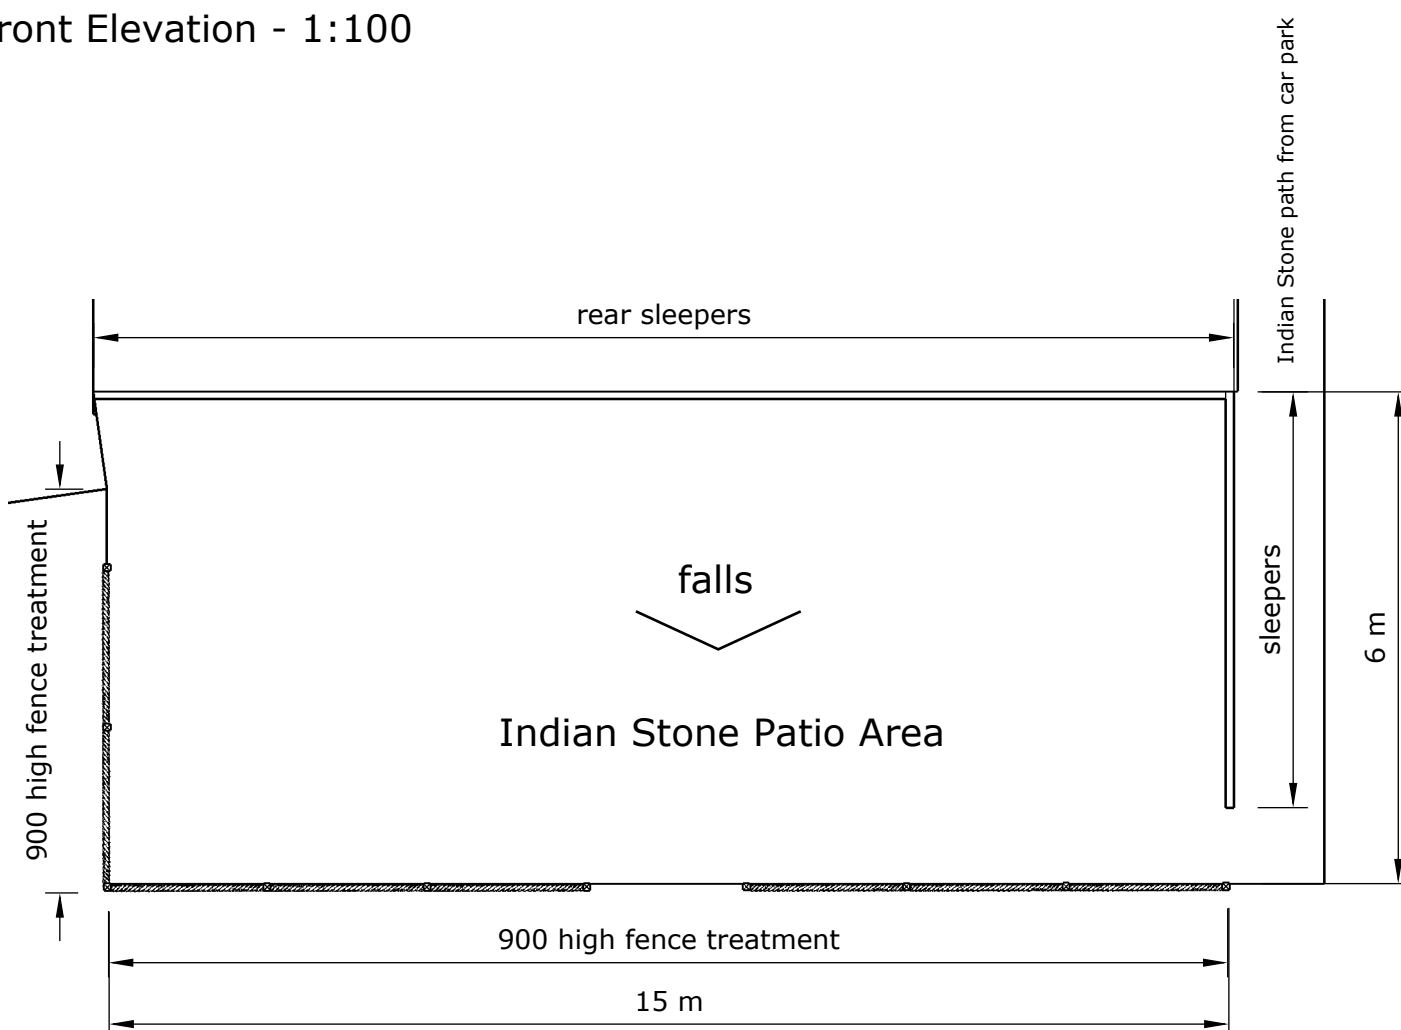 ront Elevation - 1:100
Indian Stone path from car park
rear sleepers
900 high fence treatment
falls
sleepers
6 m
Indian Stone Patio Area
900 high fence treatment
15 m